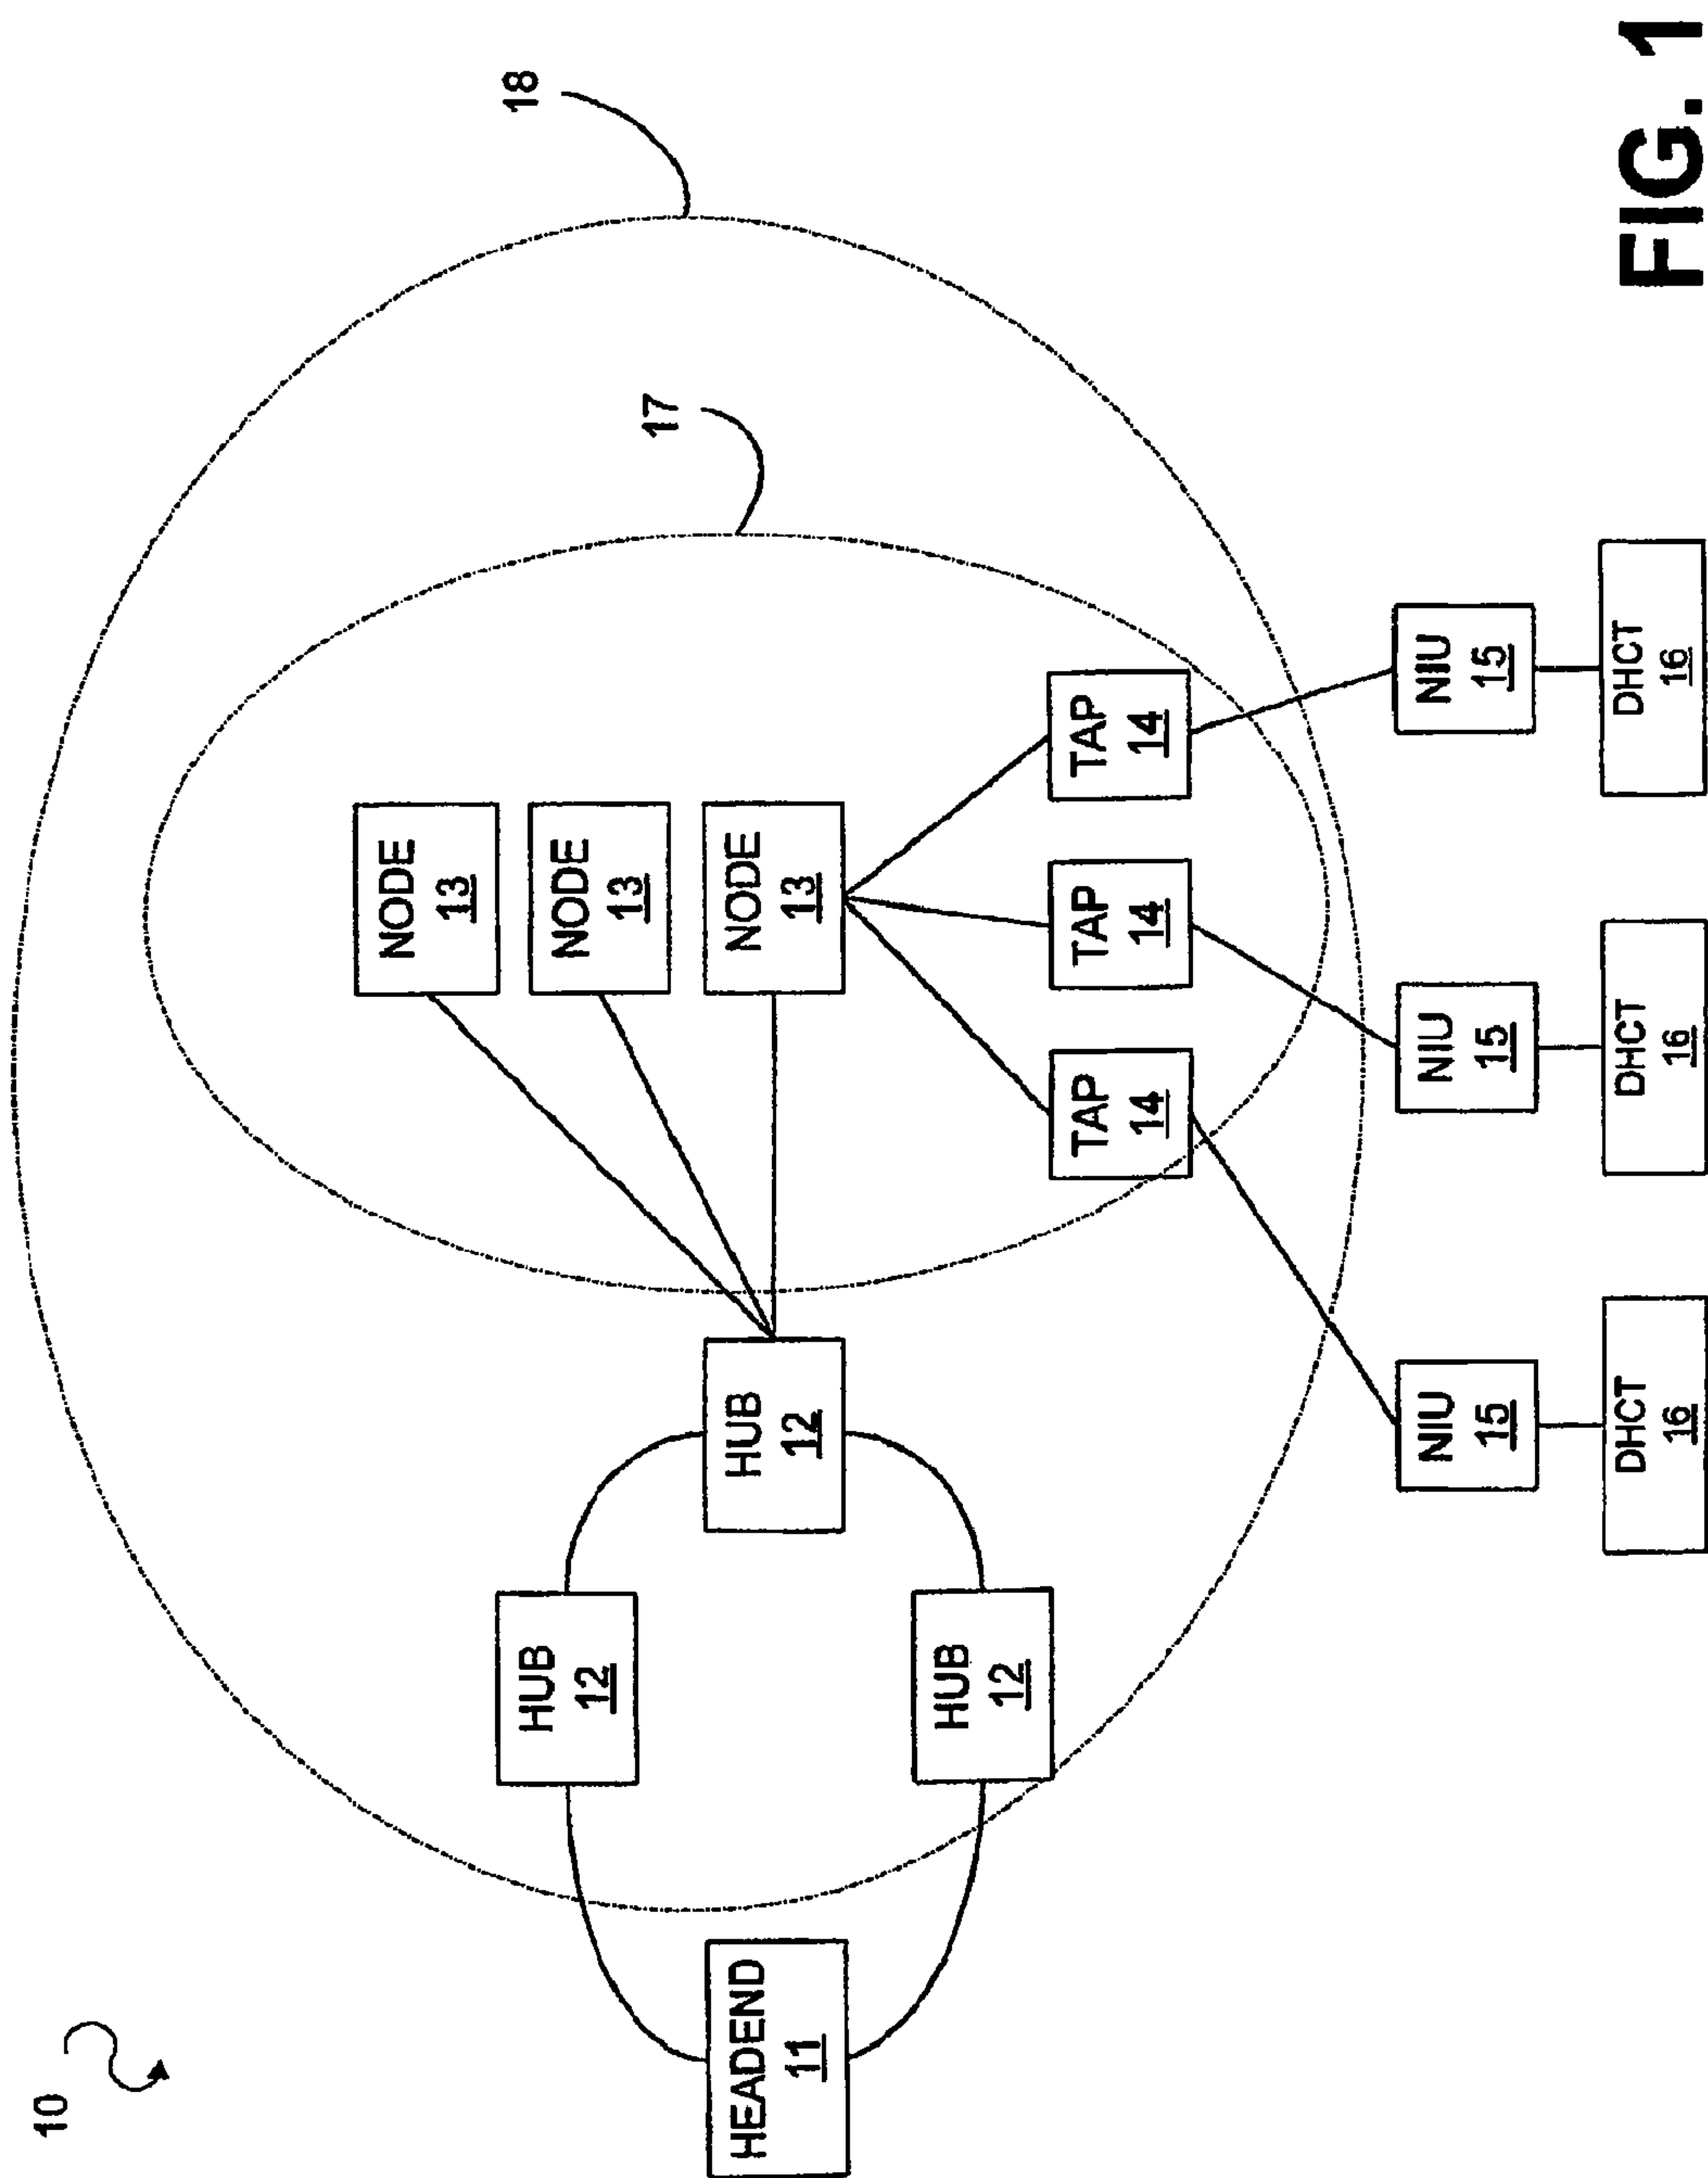 10
18
17
NODE
13
NODE
13
HUB
12
HEADEND
11
HUB
12
NODE
13
HUB
12
TAP
14
TAP
14
TAP
14
NIU
15
NIU
15
NIU
15
DHCT
16
DHCT
16
DHCT
16
FIG. 1